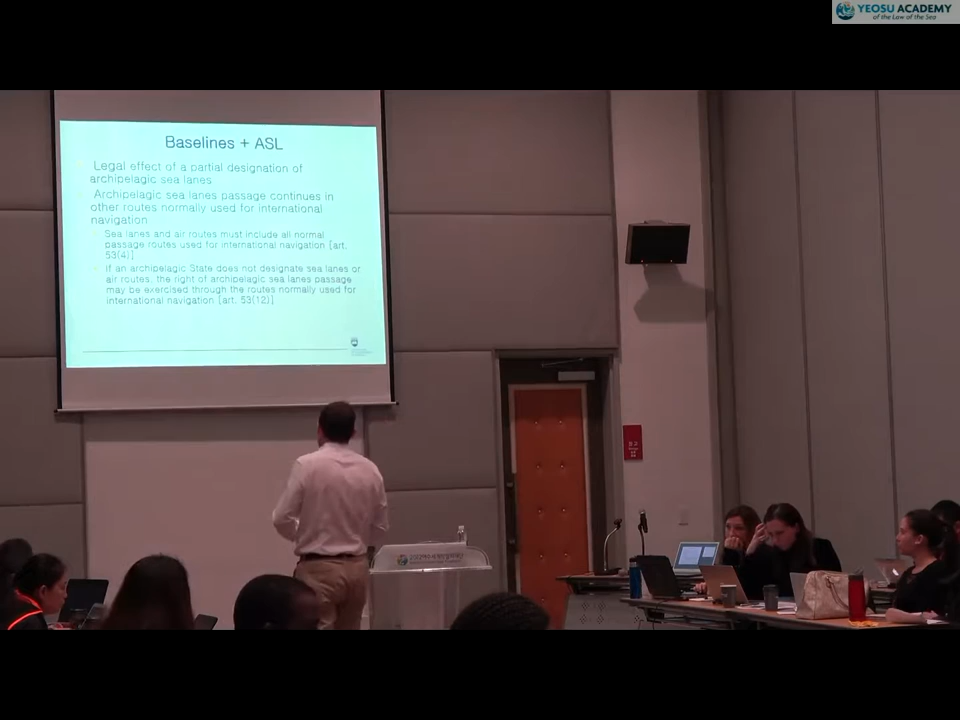 YEOSU ACADEMY
of the Law of the Sea
Baselines + ASL
Legal effect of a partial designation of
archipelagic sea lanes
Archipelagic sea lanes passage continues in
other routes normally used for international
navigation
Sea lanes and air routes must include all normal
passage routes used for international navigation [art.
53(4)]
If an archipelagic State does not designate sea lanes or
air routes, the right of archipelagic sea lanes passage
may be exercised through the routes normally used for
international navigation [art. 53(12)]